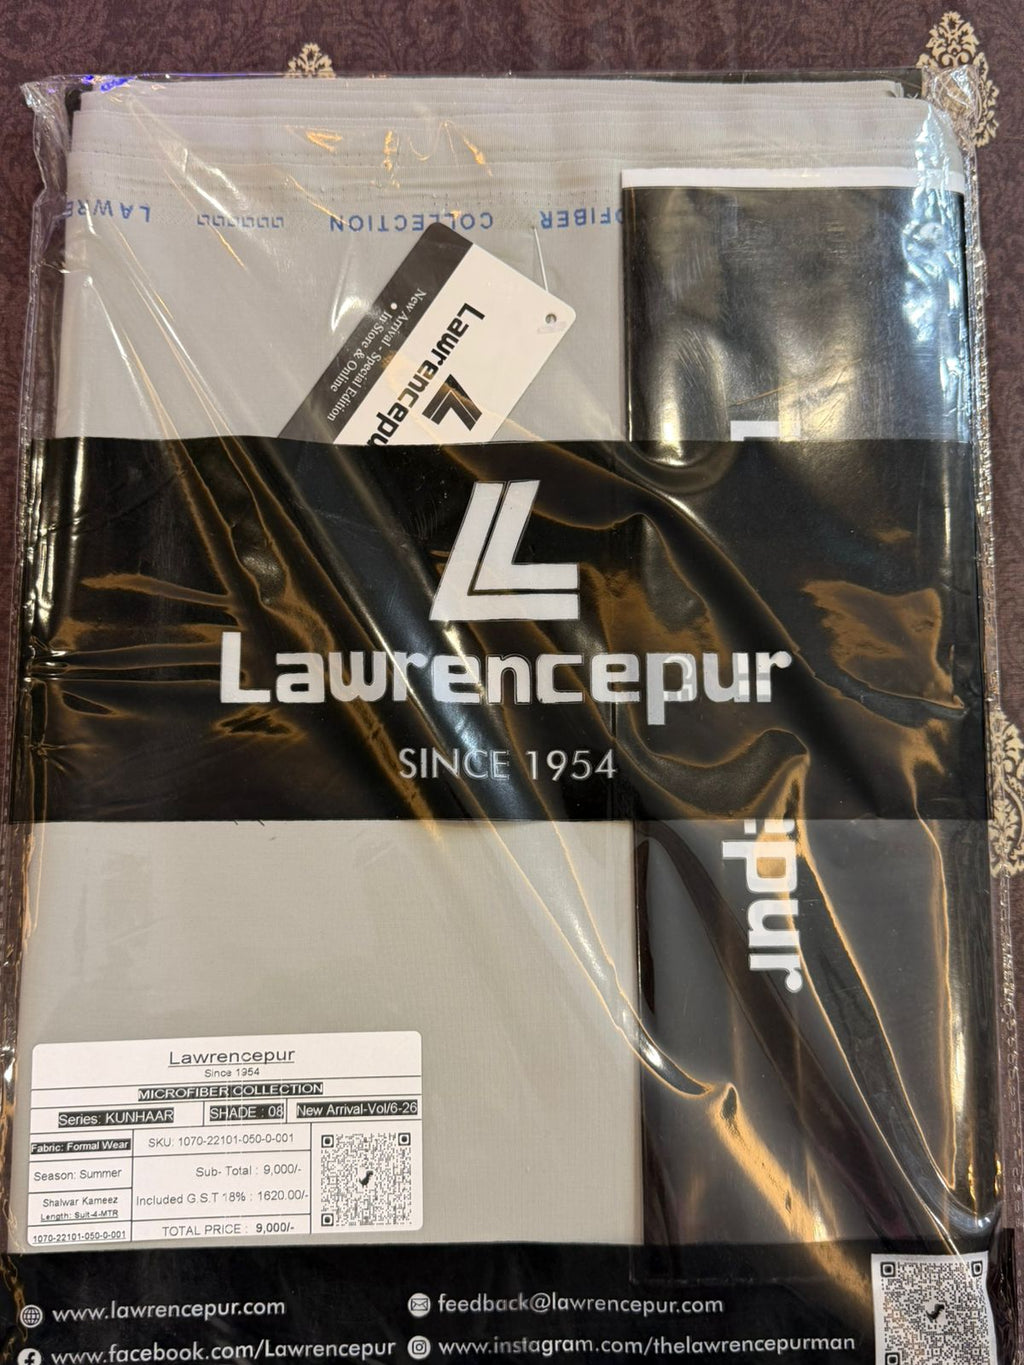 LAWRE
COLLECTION
OFIBER
New Arrival - Special Edition
• In Store & Online
Lawrencepu
Lawrencepur
SINCE 1954
epur
Lawrencepur
Since 1954
MICROFIBER COLLECTION
Series: KUNHAAR SHADE : 08 New Arrival-Vol/6-26
Fabric: Formal Wear SKU: 1070-22101-050-0-001
Season: Summer Sub- Total : 9,000/-
Shalwar Kameez Included G.S.T 18% : 1620.00/-
Length: Suit-4-MTR
1070-22101-050-0-001 TOTAL PRICE : 9,000/-
www.lawrencepur.com feedback@lawrencepur.com
www.facebook.com/Lawrencepur www.instagram.com/thelawrencepurman